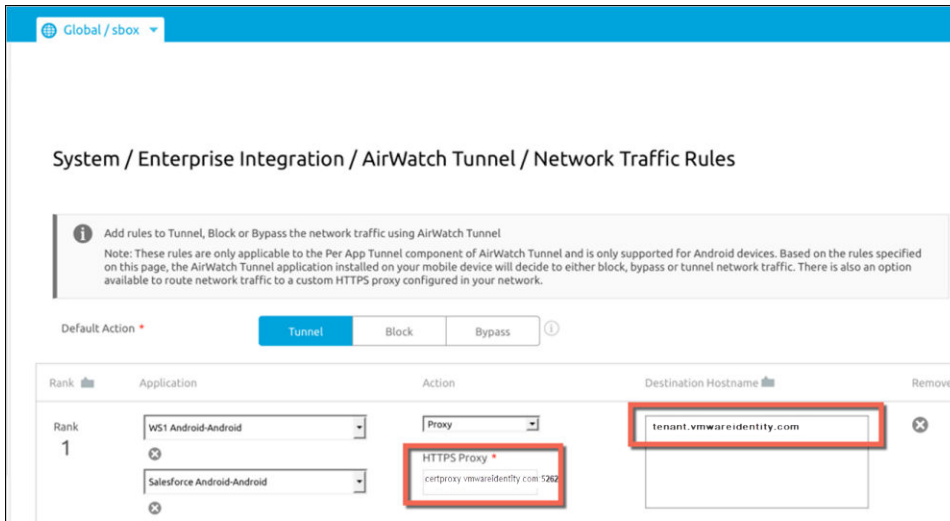 Global / sbox
System / Enterprise Integration / AirWatch Tunnel / Network Traffic Rules
Add rules to Tunnel, Block or Bypass the network traffic using AirWatch Tunnel
Note: These rules are only applicable to the Per App Tunnel component of AirWatch Tunnel and is only supported for Android devices. Based on the rules specified
on this page, the AirWatch Tunnel application installed on your mobile device will decide to either block, bypass or tunnel network traffic. There is also an option
available to route network traffic to a custom HTTPS proxy configured in your network.
Default Action * Tunnel Block Bypass
Rank Application Action Destination Hostname Remove
Rank
1
WS1 Android-Android
Proxy
tenant.vmwareidentity.com
HTTPS Proxy *
certproxy vmwareidentity com 5262
Salesforce Android-Android